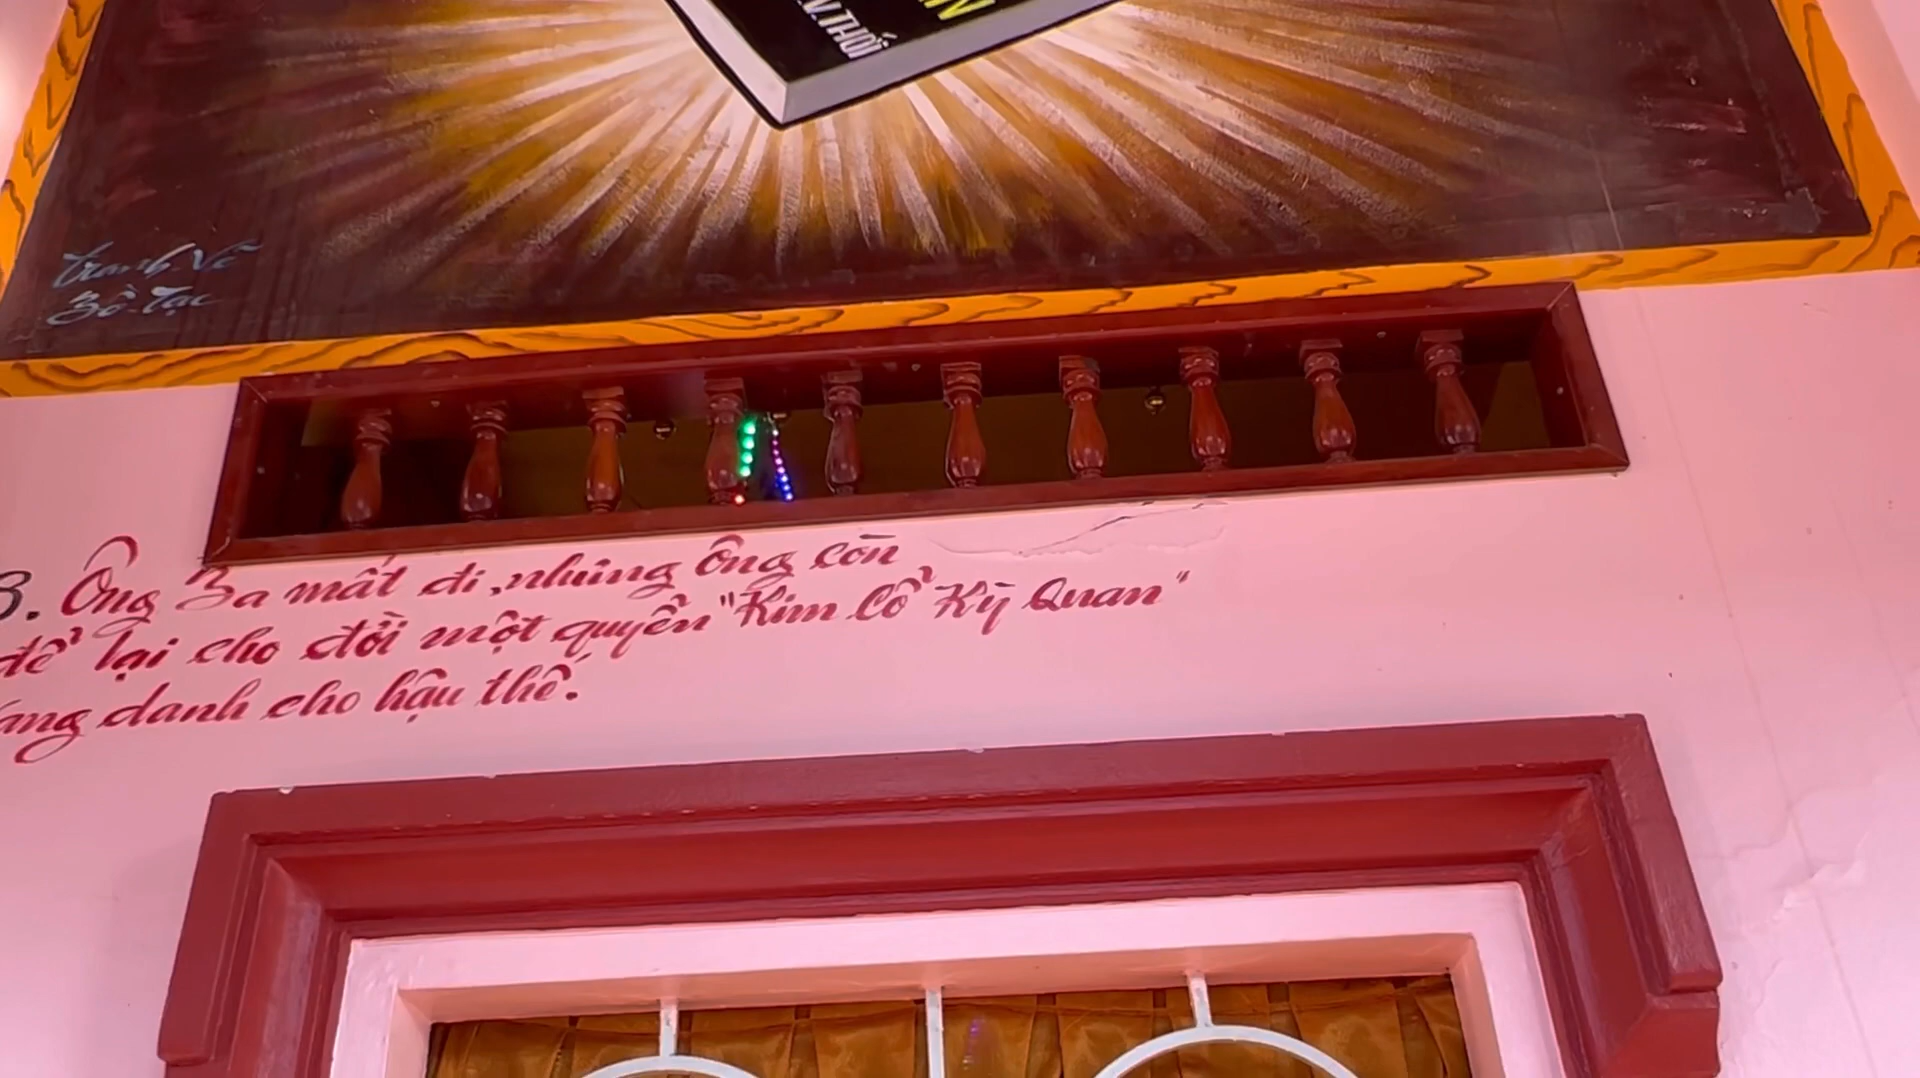 .V.THỚI
Tranh Vẽ
Bồ Tạc
3. Ông Ba mất đi, nhưng ông còn
để lại cho đời một quyển "Kim Cổ Kỳ Quan"
danh cho hậu thế.